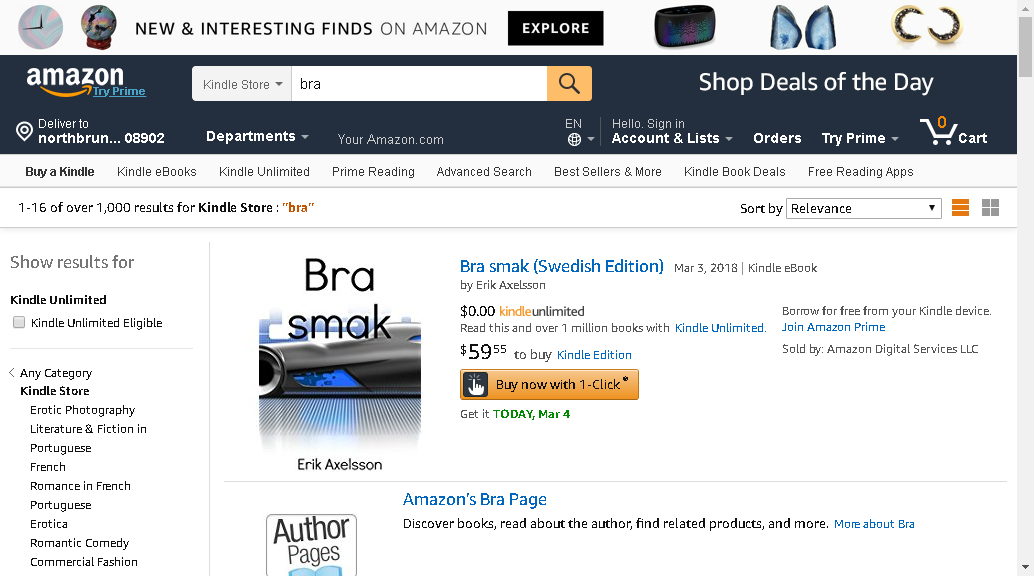 NEW & INTERESTING FINDS ON AMAZON EXPLORE
amazon
Try Prime
Kindle Store bra
Shop Deals of the Day
Deliver to
northbrun... 08902
Departments
Your Amazon.com
EN
Hello. Sign in
Account & Lists
Orders
Try Prime
0
Cart
Buy a Kindle Kindle eBooks Kindle Unlimited Prime Reading Advanced Search Best Sellers & More Kindle Book Deals Free Reading Apps
1-16 of over 1,000 results for Kindle Store : "bra"
Sort by Relevance
Show results for
Kindle Unlimited
Kindle Unlimited Eligible
Any Category
Kindle Store
Erotic Photography
Literature & Fiction in
Portuguese
French
Romance in French
Portuguese
Erotica
Romantic Comedy
Commercial Fashion
Bra
smak
Erik Axelsson
Bra smak (Swedish Edition) Mar 3, 2018 | Kindle eBook
by Erik Axelsson
$0.00 kindleunlimited
Read this and over 1 million books with Kindle Unlimited.
$59 55 to buy Kindle Edition
Buy now with 1-Click®
Get it TODAY, Mar 4
Borrow for free from your Kindle device.
Join Amazon Prime
Sold by: Amazon Digital Services LLC
Author
Pages
Amazon's Bra Page
Discover books, read about the author, find related products, and more. More about Bra